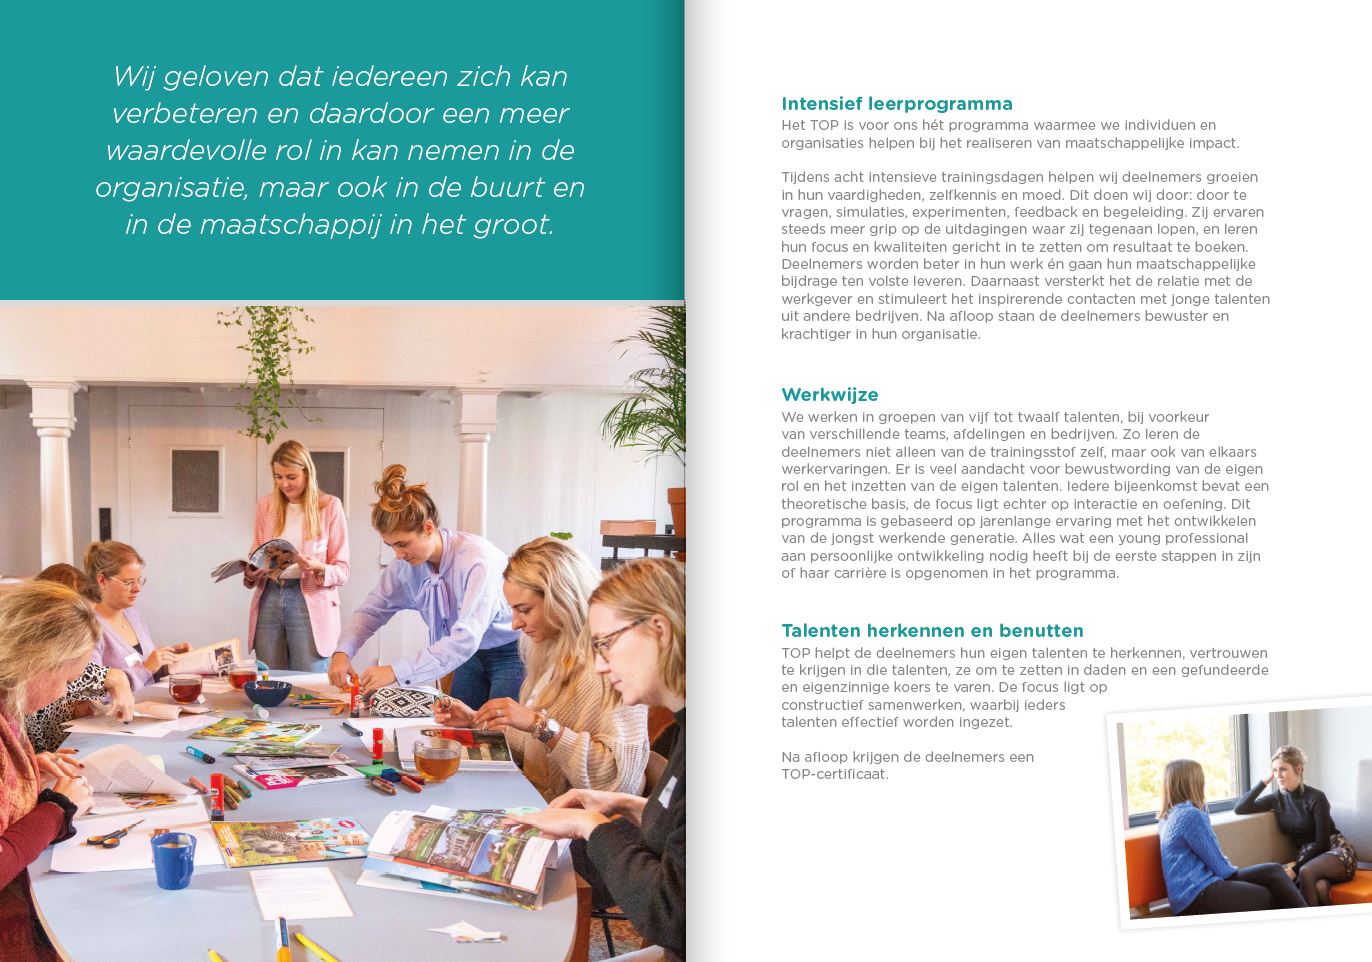 Wij geloven dat iedereen zich kan
verbeteren en daardoor een meer
waardevolle rol in kan nemen in de
organisatie, maar ook in de buurt en
in de maatschappij in het groot.
Intensief leerprogramma
Het TOP is voor ons hét programma waarmee we individuen en
organisaties helpen bij het realiseren van maatschappelijke impact.
Tijdens acht intensieve trainingsdagen helpen wij deelnemers groeien
in hun vaardigheden, zelfkennis en moed. Dit doen wij door: door te
vragen, simulaties, experimenten, feedback en begeleiding. Zij ervaren
steeds meer grip op de uitdagingen waar zij tegenaan lopen, en leren
hun focus en kwaliteiten gericht in te zetten om resultaat te boeken.
Deelnemers worden beter in hun werk én gaan hun maatschappelijke
bijdrage ten volste leveren. Daarnaast versterkt het de relatie met de
werkgever en stimuleert het inspirerende contacten met jonge talenten
uit andere bedrijven. Na afloop staan de deelnemers bewuster en
krachtiger in hun organisatie.
Werkwijze
We werken in groepen van vijf tot twaalf talenten, bij voorkeur
van verschillende teams, afdelingen en bedrijven. Zo leren de
deelnemers niet alleen van de trainingsstof zelf, maar ook van elkaars
werkervaringen. Er is veel aandacht voor bewustwording van de eigen
rol en het inzetten van de eigen talenten. Iedere bijeenkomst bevat een
theoretische basis, de focus ligt echter op interactie en oefening. Dit
programma is gebaseerd op jarenlange ervaring met het ontwikkelen
van de jongst werkende generatie. Alles wat een young professional
aan persoonlijke ontwikkeling nodig heeft bij de eerste stappen in zijn
of haar carrière is opgenomen in het programma.
Talenten herkennen en benutten
TOP helpt de deelnemers hun eigen talenten te herkennen, vertrouwen
te krijgen in die talenten, ze om te zetten in daden en een gefundeerde
en eigenzinnige koers te varen. De focus ligt op
constructief samenwerken, waarbij ieders
talenten effectief worden ingezet.
Na afloop krijgen de deelnemers een
TOP-certificaat.